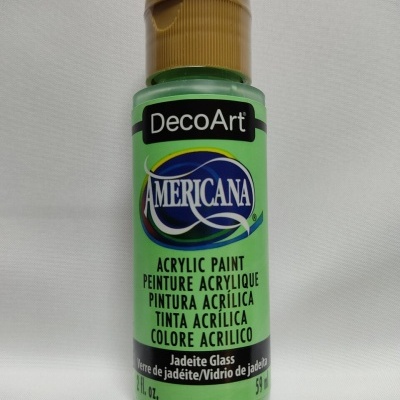 DecoArt®
AMERICANA®
ACRYLIC PAINT
PEINTURE ACRYLIQUE
PINTURA ACRÍLICA
TINTA ACRÍLICA
COLORE ACRILICO
Jadeite Glass
Verre de jadéite/Vidrio de jadeita
2 fl. oz. 59 ml